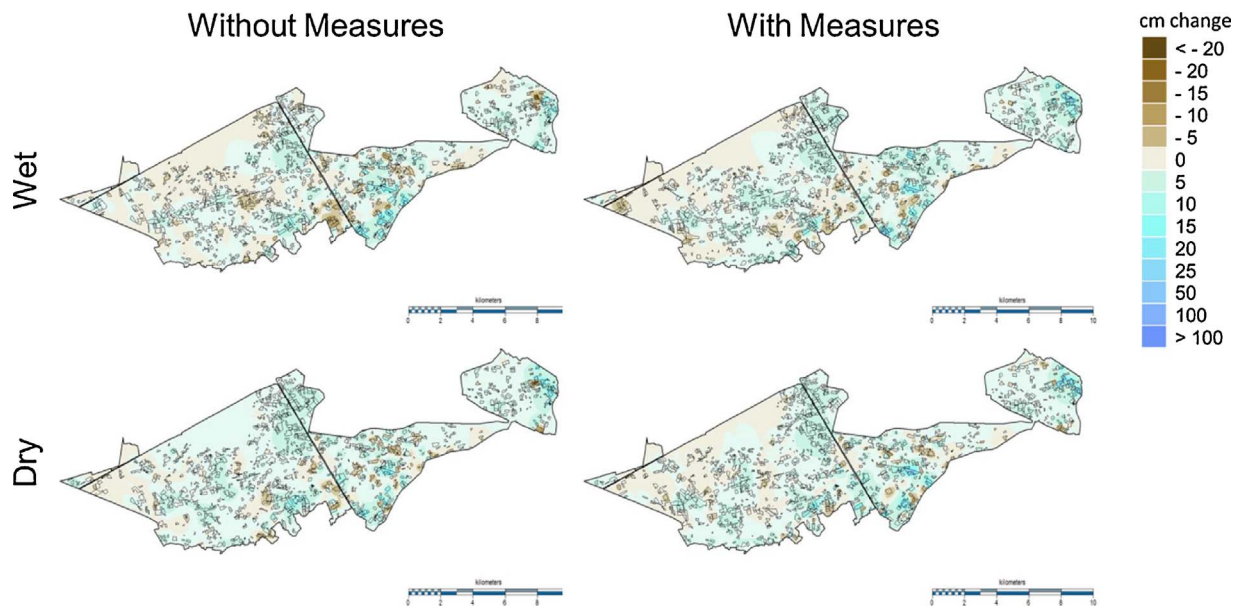 Without Measures
With Measures
cm change
< - 20
- 20
- 15
- 10
- 5
0
5
10
15
20
25
50
100
> 100
Wet
kilometers
0 2 4 6 8
kilometers
0 2 4 6 8 10
Dry
kilometers
0 2 4 6 8
kilometers
0 2 4 6 8 10